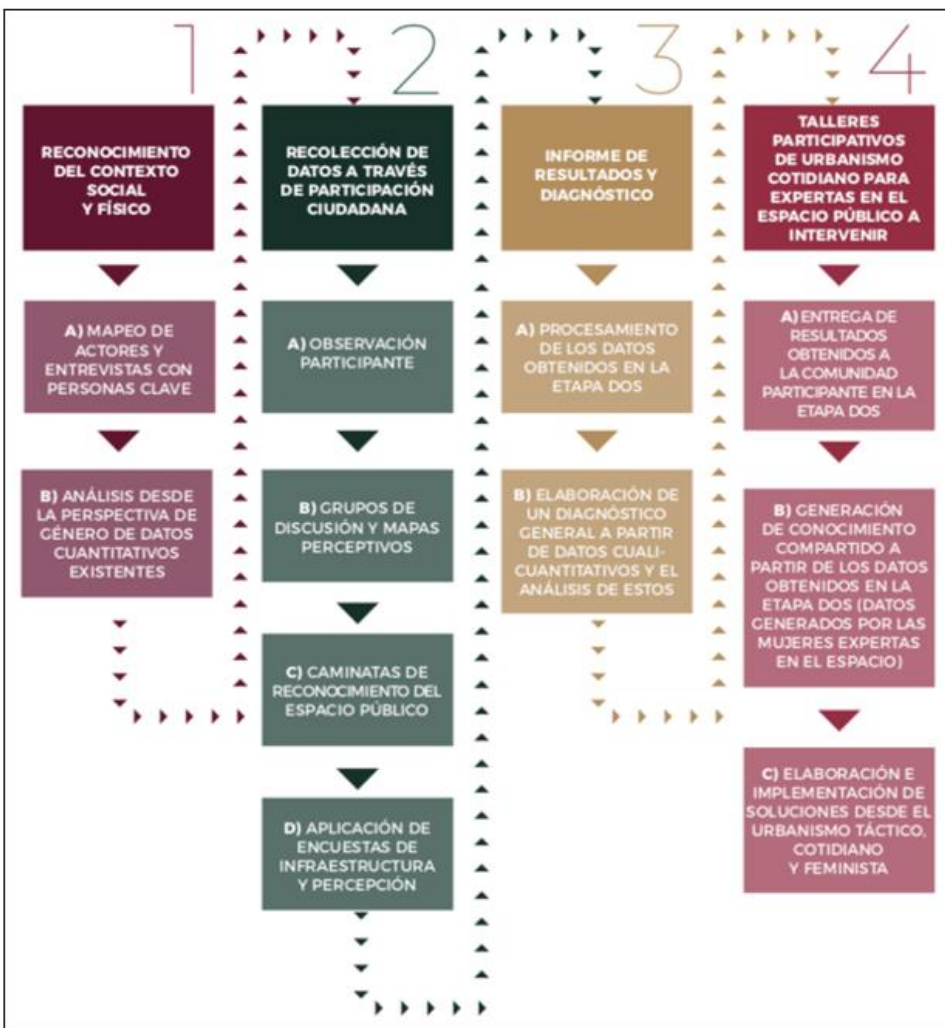 1
RECONOCIMIENTO
DEL CONTEXTO
SOCIAL
Y FÍSICO
A) MAPEO DE
ACTORES Y
ENTREVISTAS CON
PERSONAS CLAVE
B) ANÁLISIS DESDE
LA PERSPECTIVA DE
GÉNERO DE DATOS
CUANTITATIVOS
EXISTENTES
2
RECOLECCIÓN DE
DATOS A TRAVÉS
DE PARTICIPACIÓN
CIUDADANA
A) OBSERVACIÓN
PARTICIPANTE
B) GRUPOS DE
DISCUSIÓN Y MAPAS
PERCEPTIVOS
C) CAMINATAS DE
RECONOCIMIENTO DEL
ESPACIO PÚBLICO
D) APLICACIÓN DE
ENCUESTAS DE
INFRAESTRUCTURA
Y PERCEPCIÓN
3
INFORME DE
RESULTADOS Y
DIAGNÓSTICO
A) PROCESAMIENTO
DE LOS DATOS
OBTENIDOS EN LA
ETAPA DOS
B) ELABORACIÓN DE
UN DIAGNÓSTICO
GENERAL A PARTIR
DE DATOS CUALI-
CUANTITATIVOS Y EL
ANÁLISIS DE ESTOS
4
TALLERES
PARTICIPATIVOS
DE URBANISMO
COTIDIANO PARA
EXPERTAS EN EL
ESPACIO PÚBLICO A
INTERVENIR
A) ENTREGA DE
RESULTADOS
OBTENIDOS A
LA COMUNIDAD
PARTICIPANTE EN LA
ETAPA DOS
B) GENERACIÓN
DE CONOCIMIENTO
COMPARTIDO A
PARTIR DE LOS DATOS
OBTENIDOS EN LA
ETAPA DOS (DATOS
GENERADOS POR LAS
MUJERES EXPERTAS
EN EL ESPACIO)
C) ELABORACIÓN E
IMPLEMENTACIÓN DE
SOLUCIONES DESDE EL
URBANISMO TÁCTICO,
COTIDIANO
Y FEMINISTA